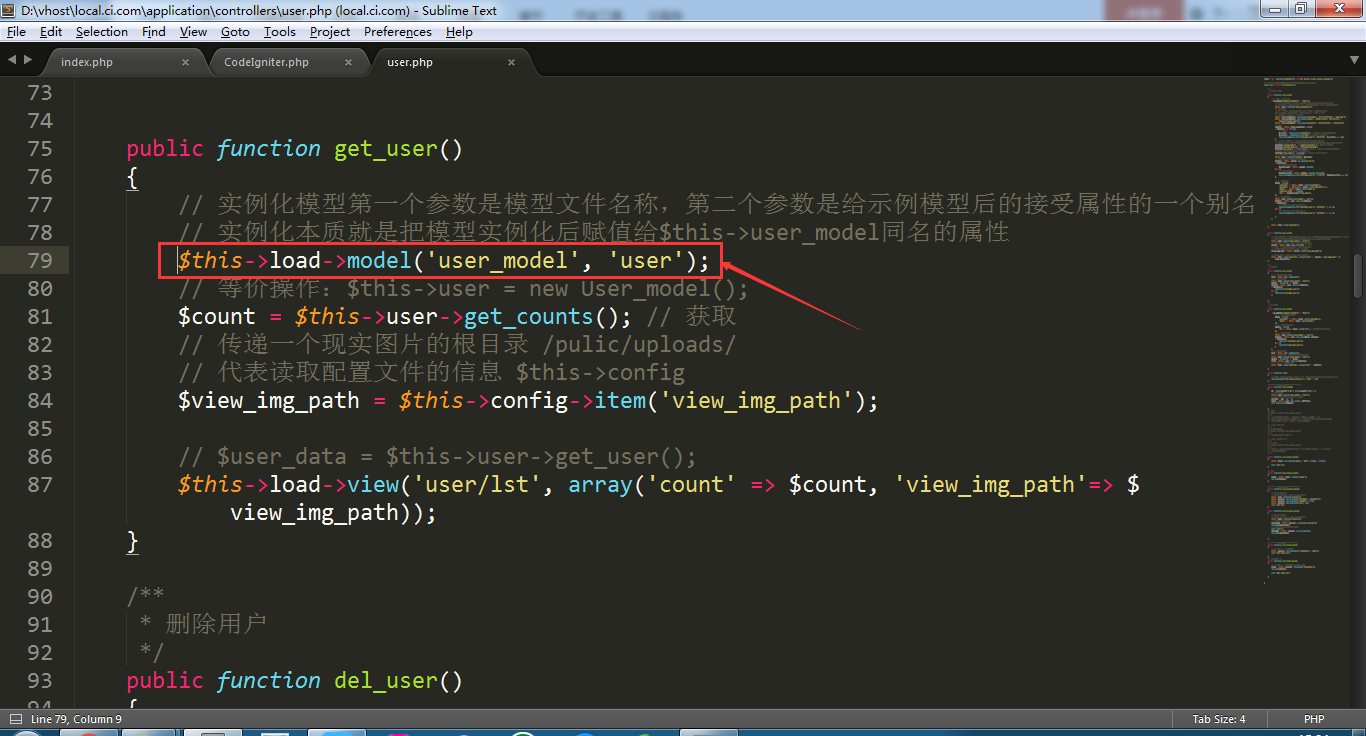 D:\vhost\local.ci.com\application\controllers\user.php (local.ci.com) - Sublime Text
File Edit Selection Find View Goto Tools Project Preferences Help
index.php × CodeIgniter.php × user.php ×
73
74
75 public function get_user()
76 {
77 // 实例化模型第一个参数是模型文件名称，第二个参数是给示例模型后的接受属性的一个别名
78 // 实例化本质就是把模型实例化后赋值给$this->user_model同名的属性
79 $this->load->model('user_model', 'user');
80 // 等价操作：$this->user = new User_model();
81 $count = $this->user->get_counts(); // 获取
82 // 传递一个现实图片的根目录 /pulic/uploads/
83 // 代表读取配置文件的信息 $this->config
84 $view_img_path = $this->config->item('view_img_path');
85
86 // $user_data = $this->user->get_user();
87 $this->load->view('user/lst', array('count' => $count, 'view_img_path'=> $
view_img_path));
88 }
89
90 /**
91 * 删除用户
92 */
93 public function del_user()
94 {
Line 79, Column 9 Tab Size: 4 PHP